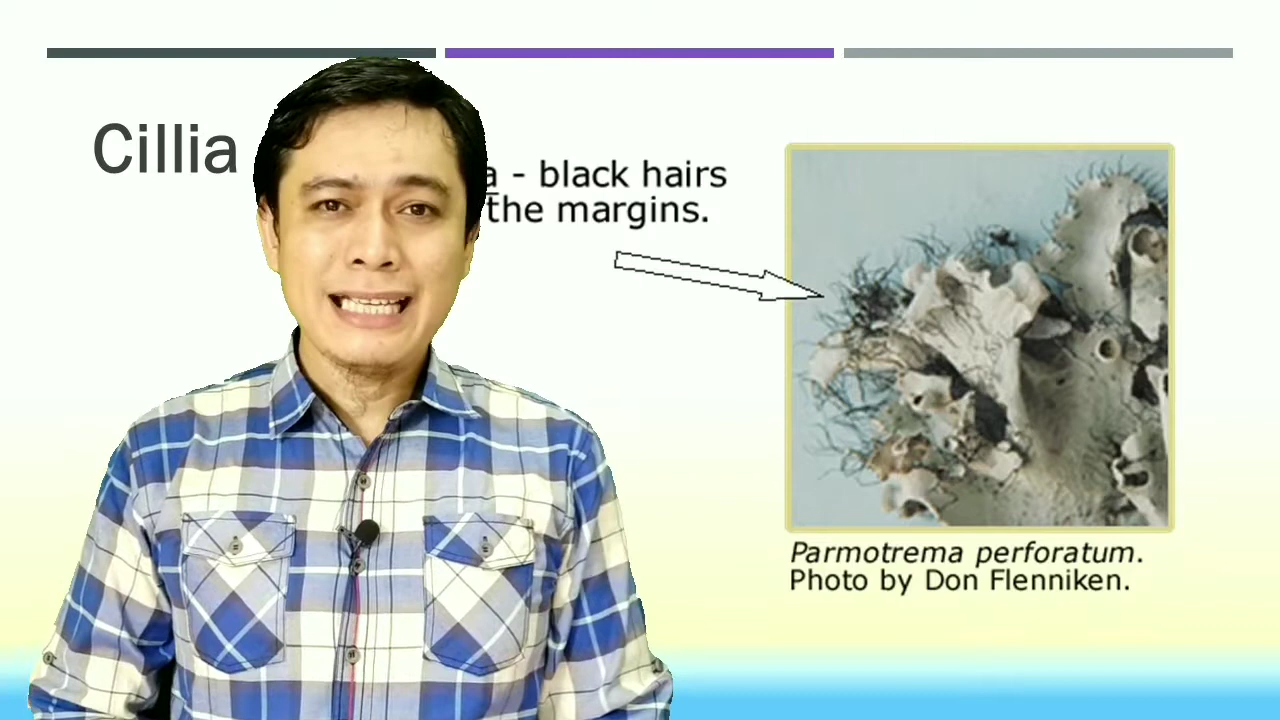 Cillia
a - black hairs
the margins.
Parmotrema perforatum.
Photo by Don Flenniken.